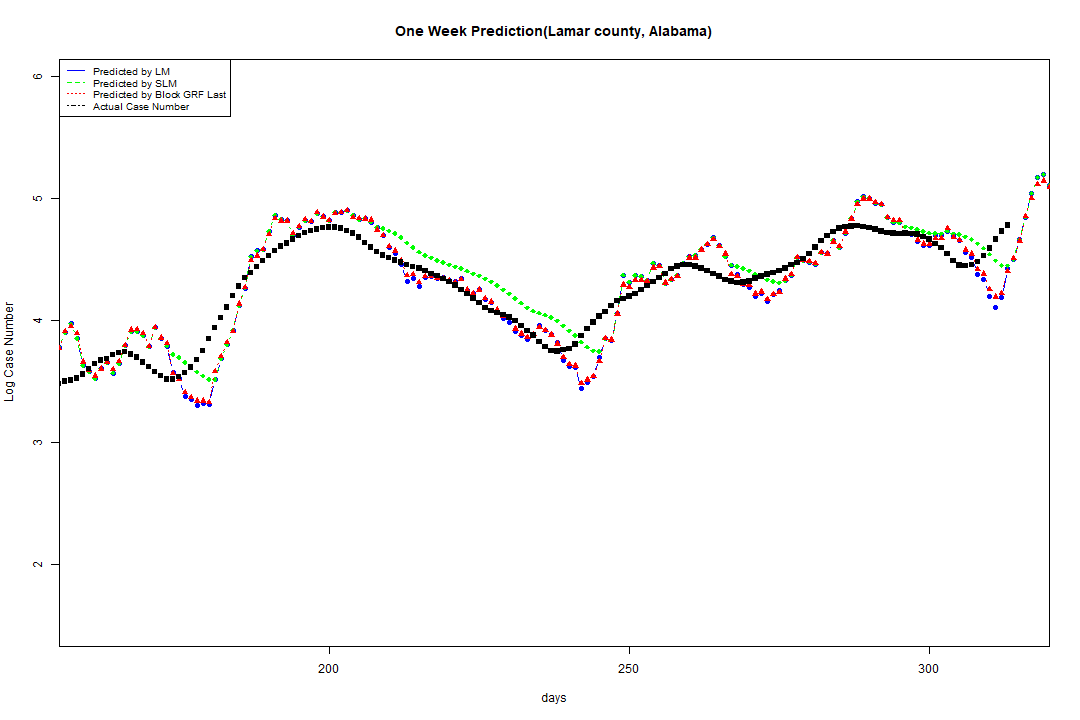 One Week Prediction(Lamar county, Alabama)
Predicted by LM
Predicted by SLM
Predicted by Block GRF Last
Actual Case Number
6
5
4
3
2
Log Case Number
200
250
300
days